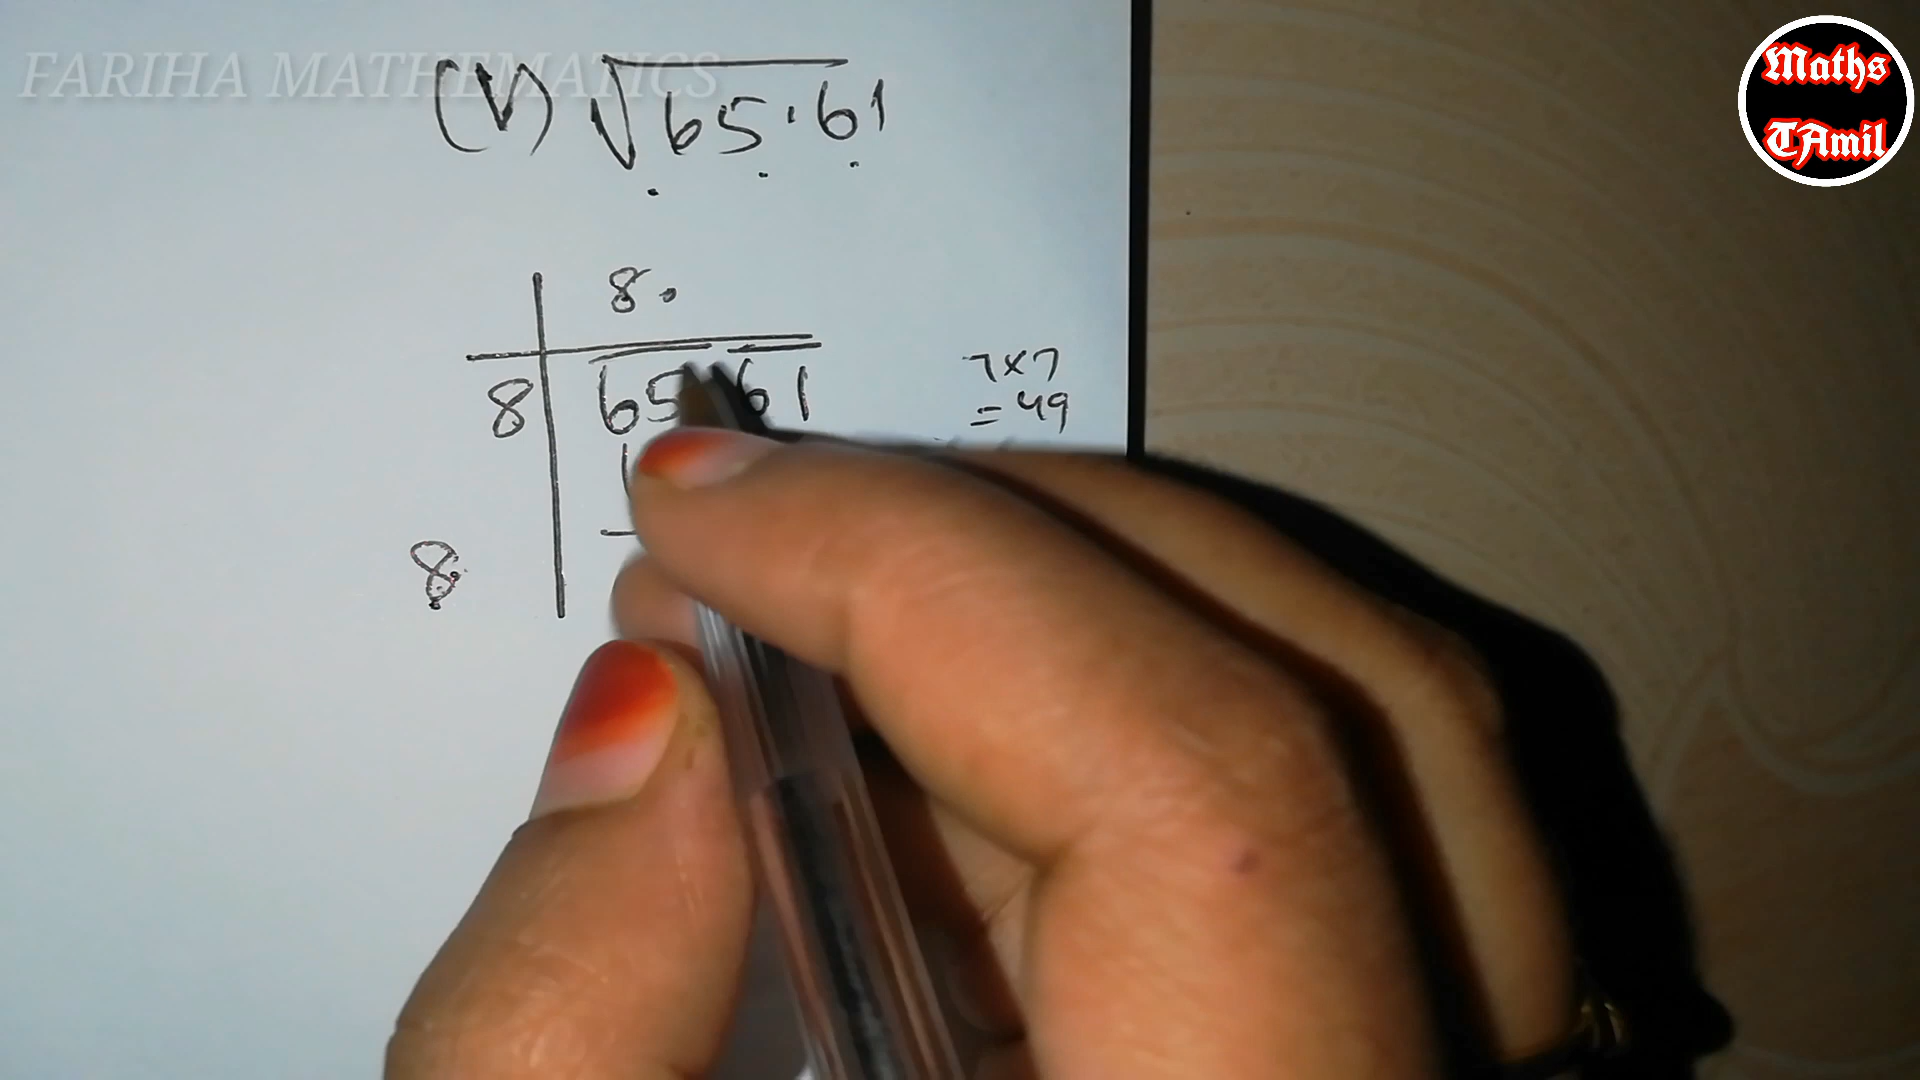 FARIHA MATHEMATICS
Maths
TAmil
(V) √65.61
8.
8 65 61
7×7
= 49
8